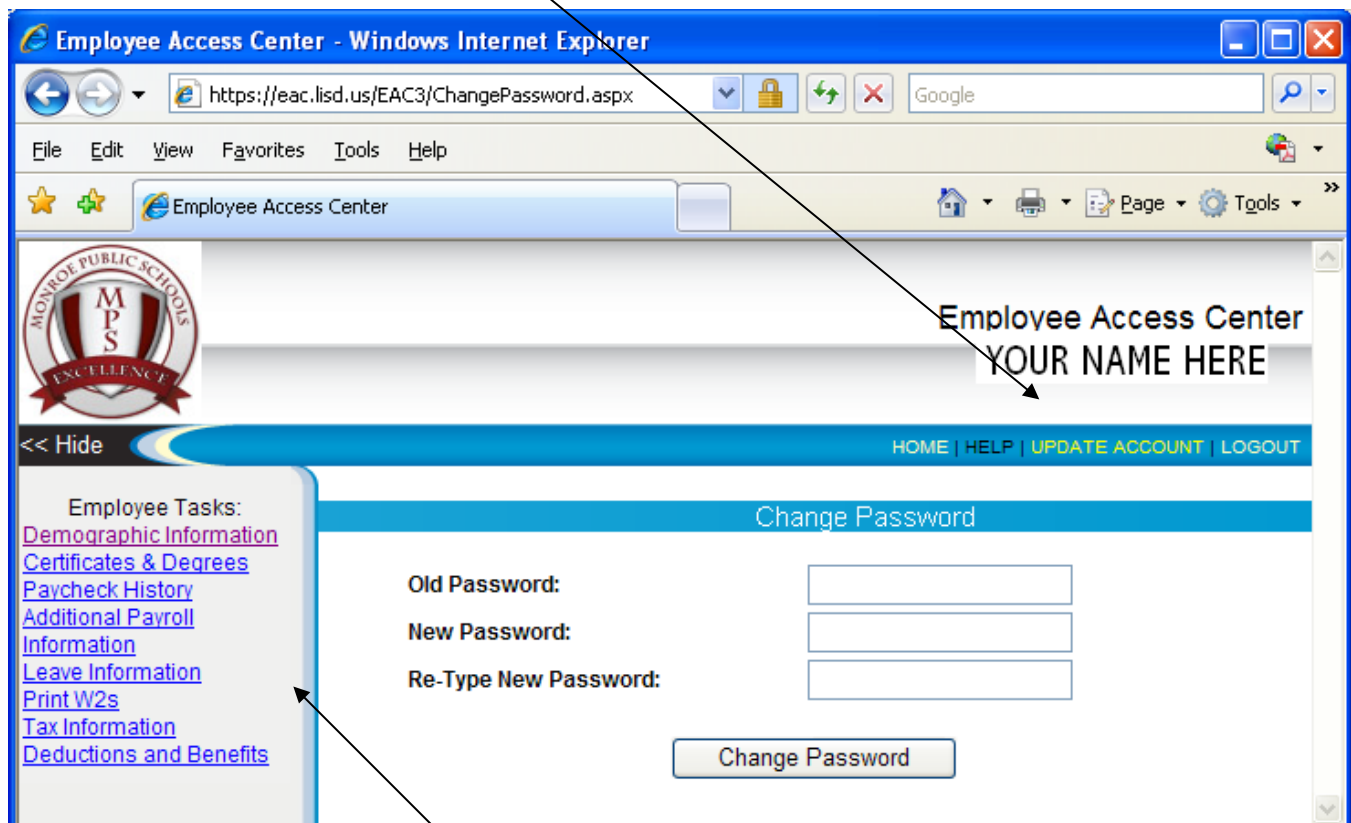 Employee Access Center - Windows Internet Explorer
https://eac.lisd.us/EAC3/ChangePassword.aspx
Google
File Edit View Favorites Tools Help
Employee Access Center
Page Tools »
MONROE PUBLIC SCHOOLS
M
P
S
EXCELLENCE
Employee Access Center
YOUR NAME HERE
<< Hide
HOME | HELP | UPDATE ACCOUNT | LOGOUT
Employee Tasks:
Demographic Information
Certificates & Degrees
Paycheck History
Additional Payroll
Information
Leave Information
Print W2s
Tax Information
Deductions and Benefits
Change Password
Old Password:
New Password:
Re-Type New Password:
Change Password